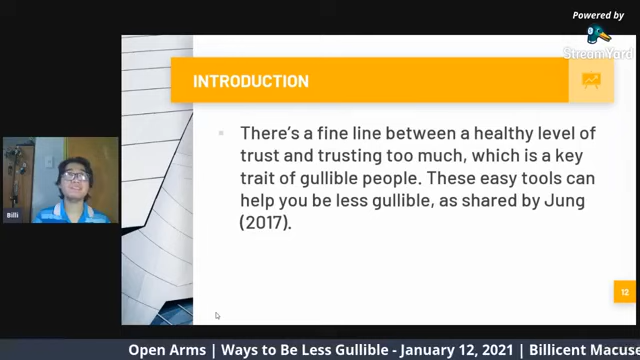 Powered by
StreamYard
INTRODUCTION
There's a fine line between a healthy level of
trust and trusting too much, which is a key
trait of gullible people. These easy tools can
help you be less gullible, as shared by Jung
(2017).
Billi
12
Open Arms | Ways to Be Less Gullible - January 12, 2021 | Billicent Macuse